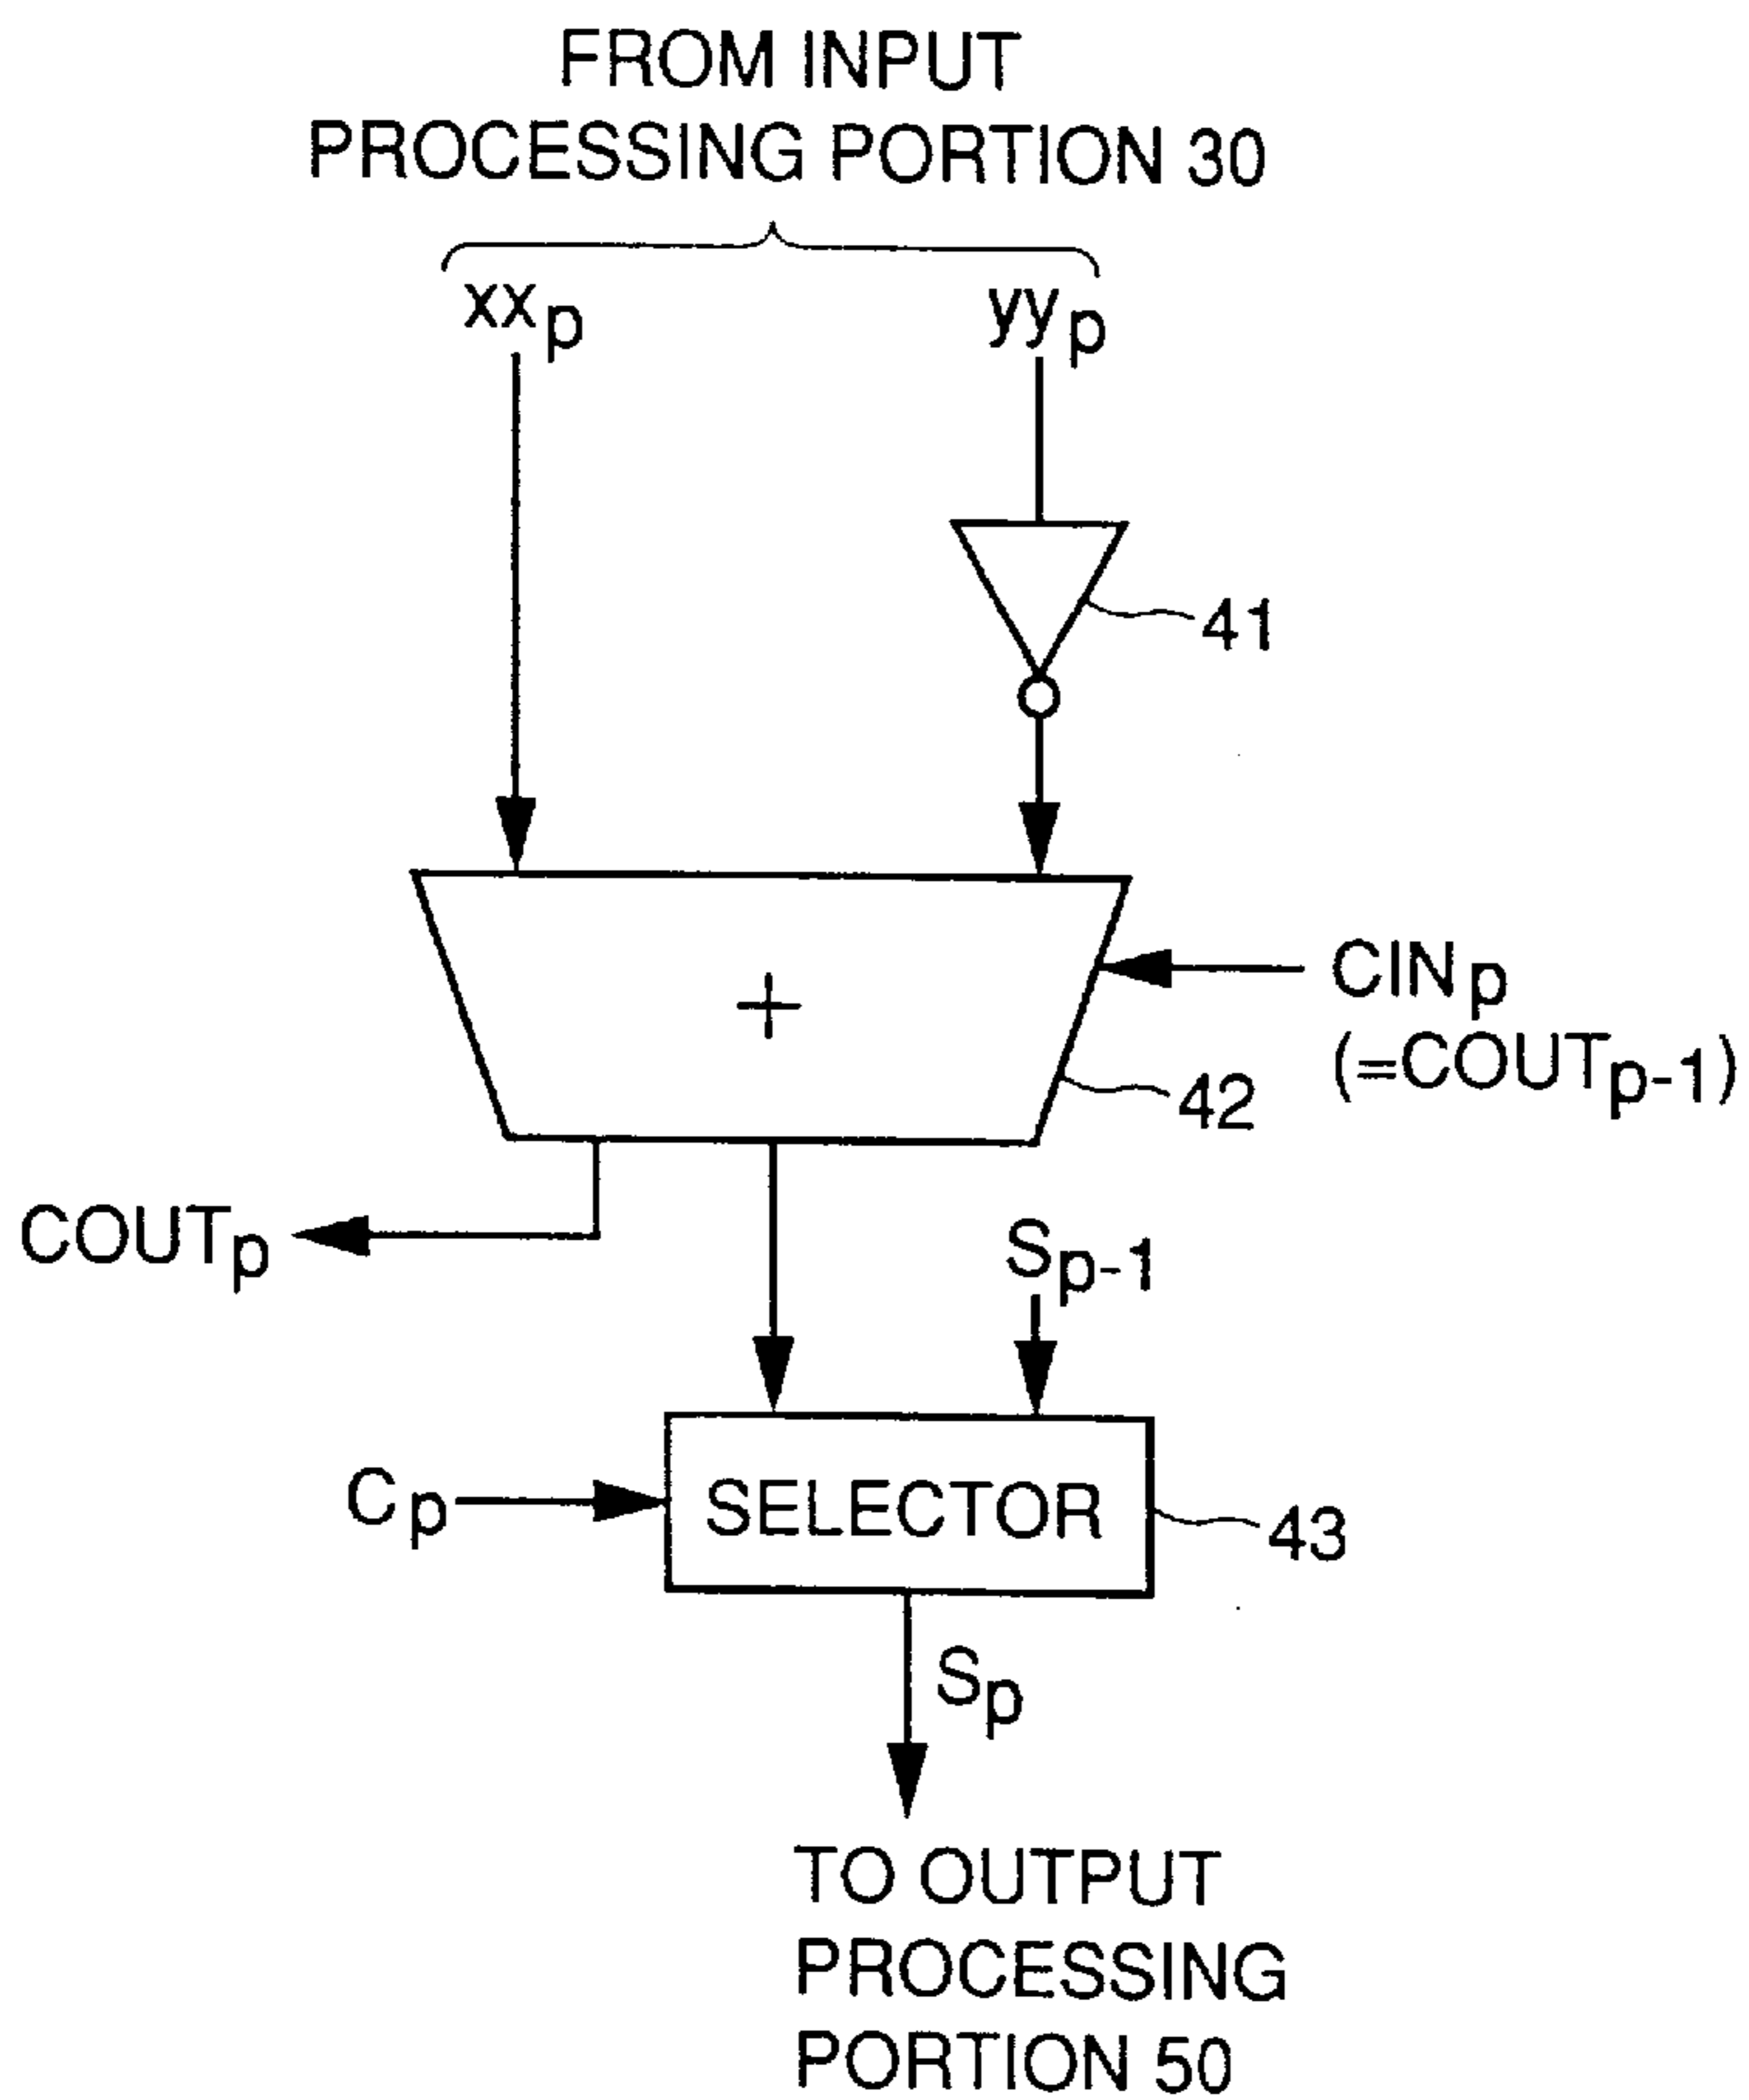 FROM INPUT
PROCESSING PORTION 30
xxp
yyp
41
+
CINp
(=COUTp-1)
42
COUTp
Sp-1
Cp
SELECTOR
43
Sp
TO OUTPUT
PROCESSING
PORTION 50